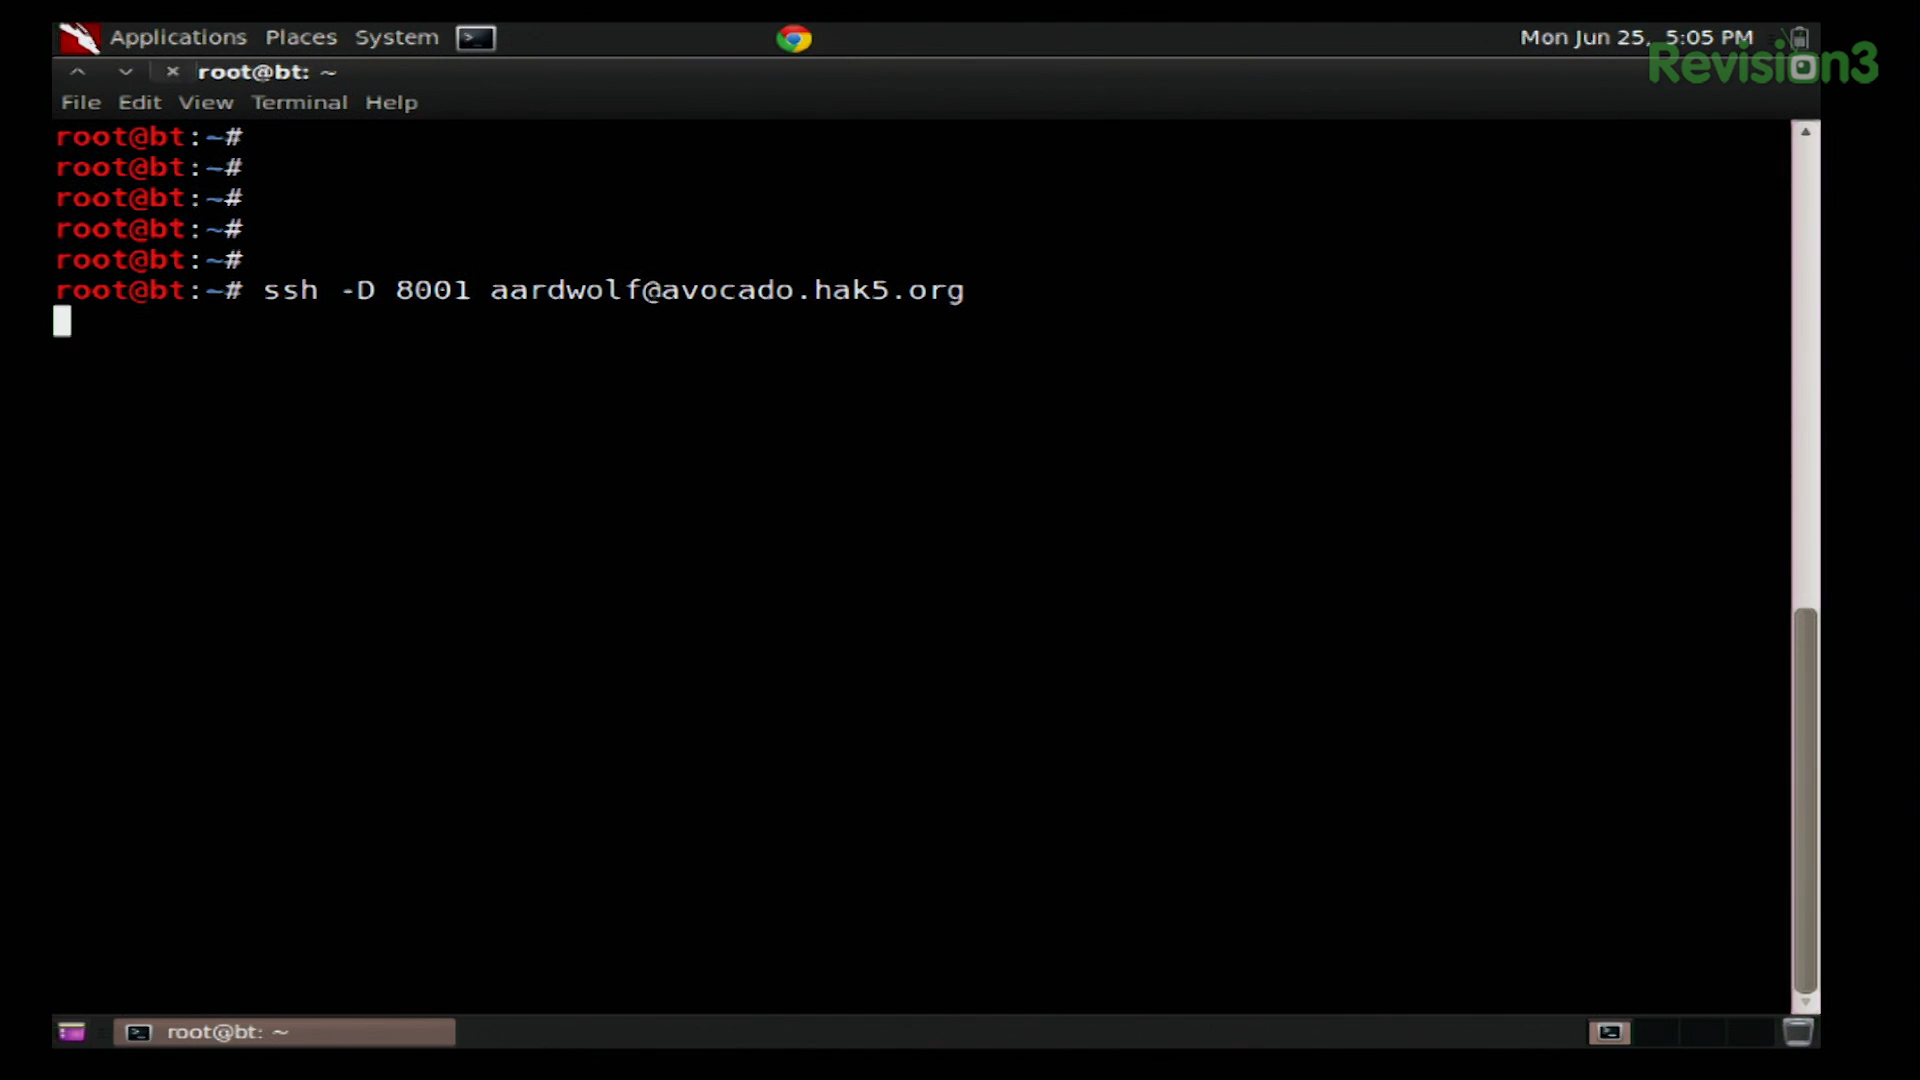 Applications Places System
Mon Jun 25, 5:05 PM
Revision3
root@bt: ~
File Edit View Terminal Help
root@bt:~#
root@bt:~#
root@bt:~#
root@bt:~#
root@bt:~#
root@bt:~# ssh -D 8001 aardwolf@avocado.hak5.org
root@bt: ~